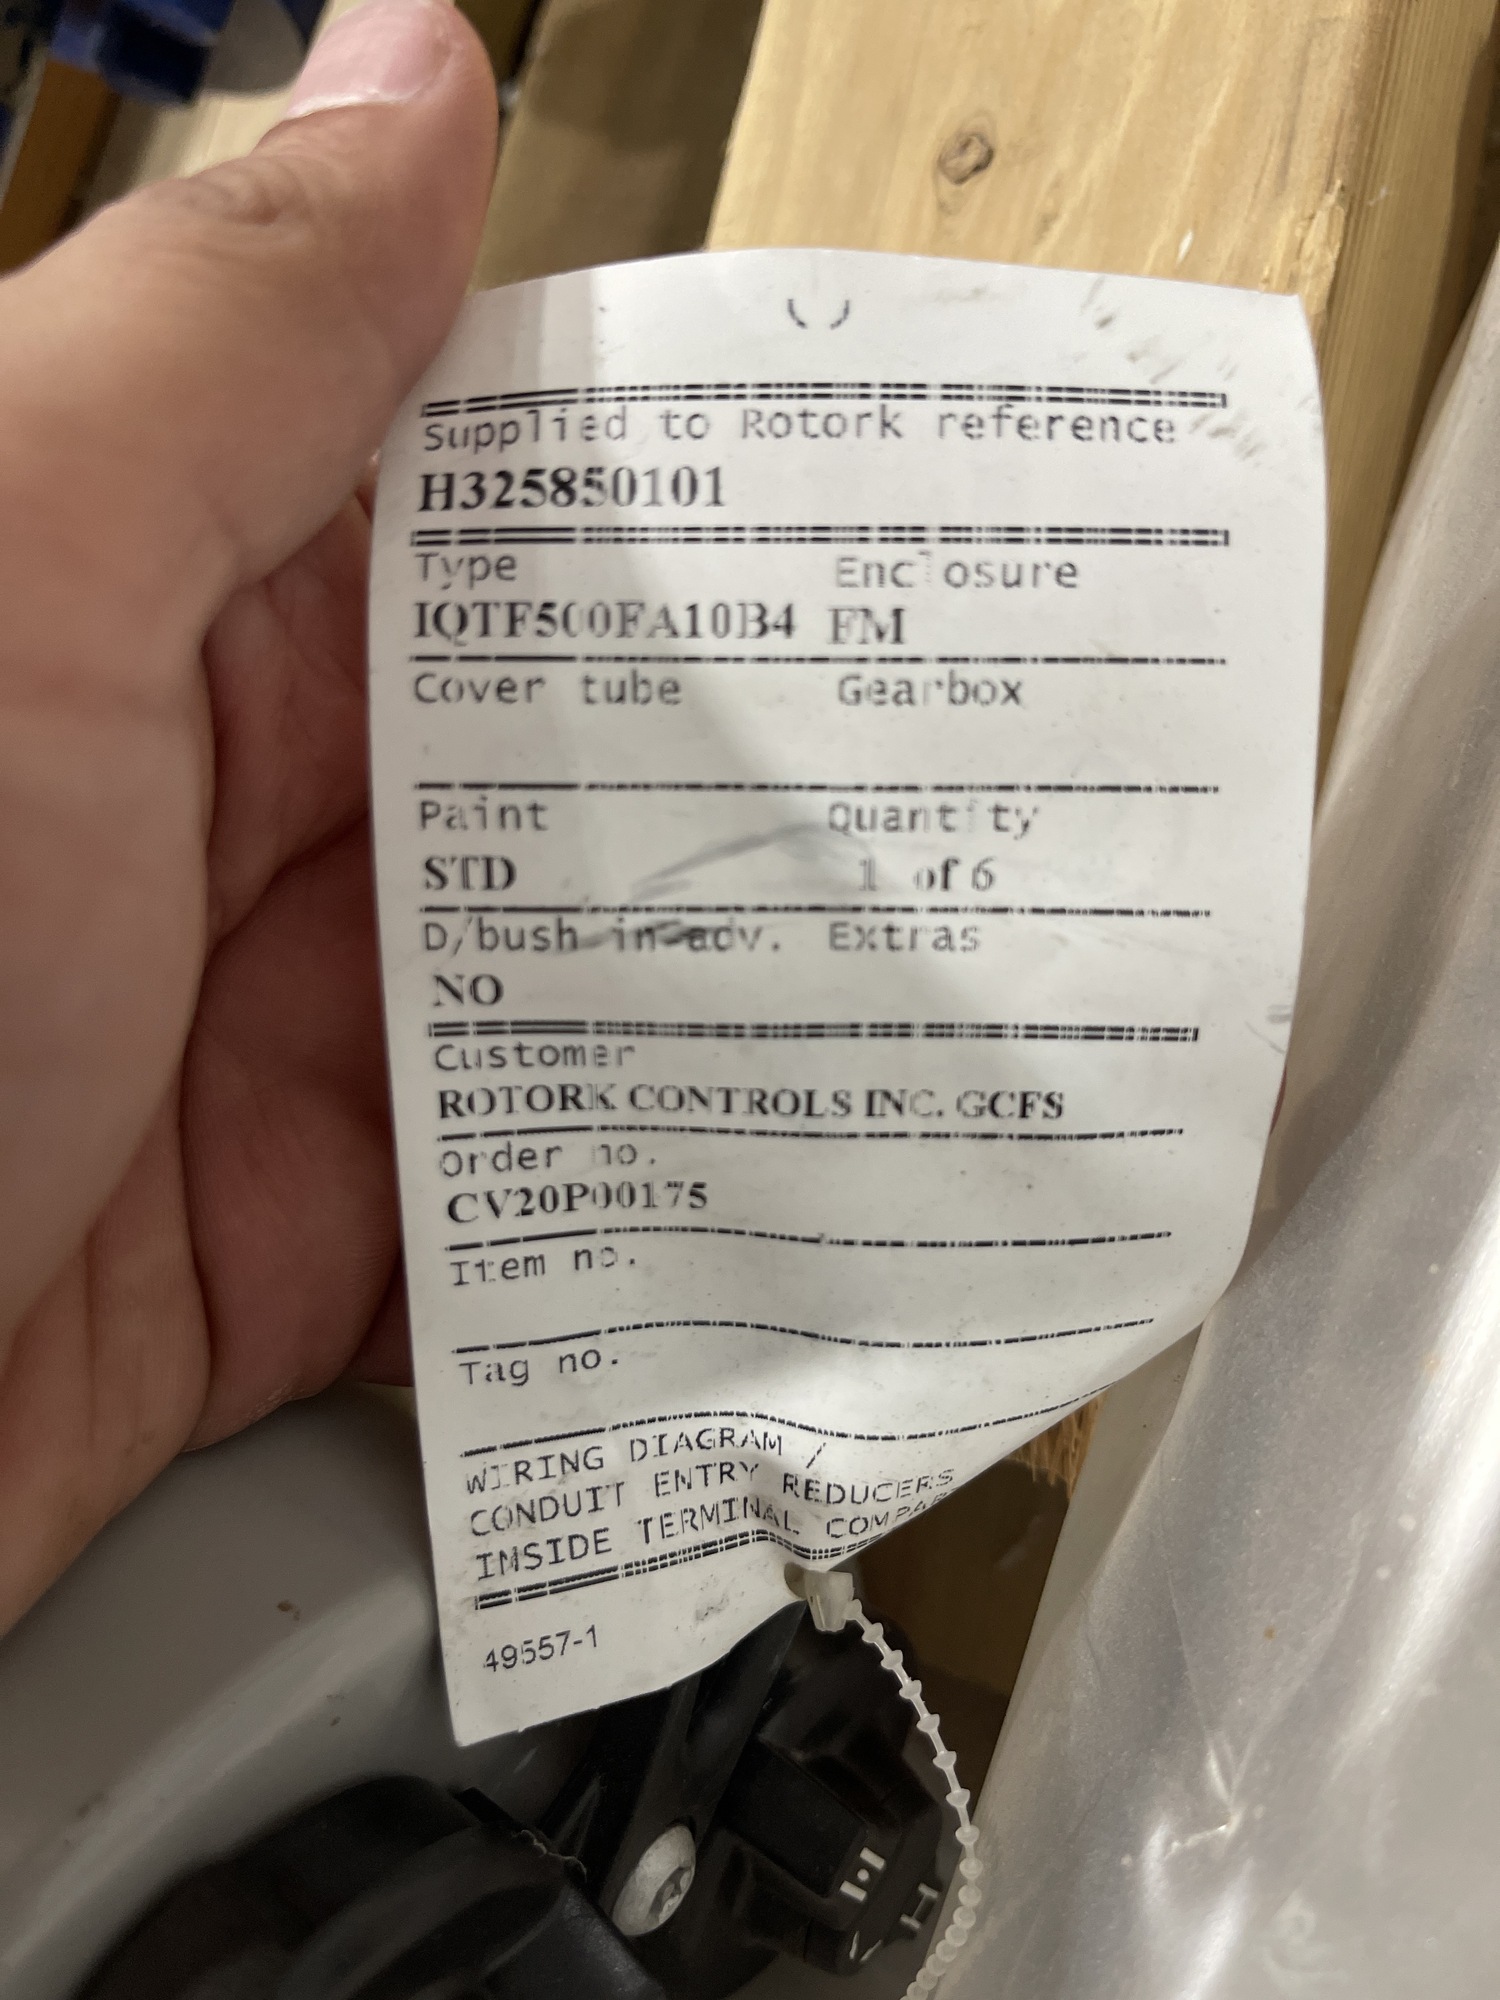 Supplied to Rotork reference
H325850101
Type Enclosure
IQTF500FA10B4 FM
Cover tube Gearbox
Paint Quantity
STD 1 of 6
D/bush in adv. Extras
NO
Customer
ROTORK CONTROLS INC. GCFS
Order no.
CV20P00175
Item no.
Tag no.
WIRING DIAGRAM /
CONDUIT ENTRY REDUCERS
INSIDE TERMINAL COMPAR
49557-1